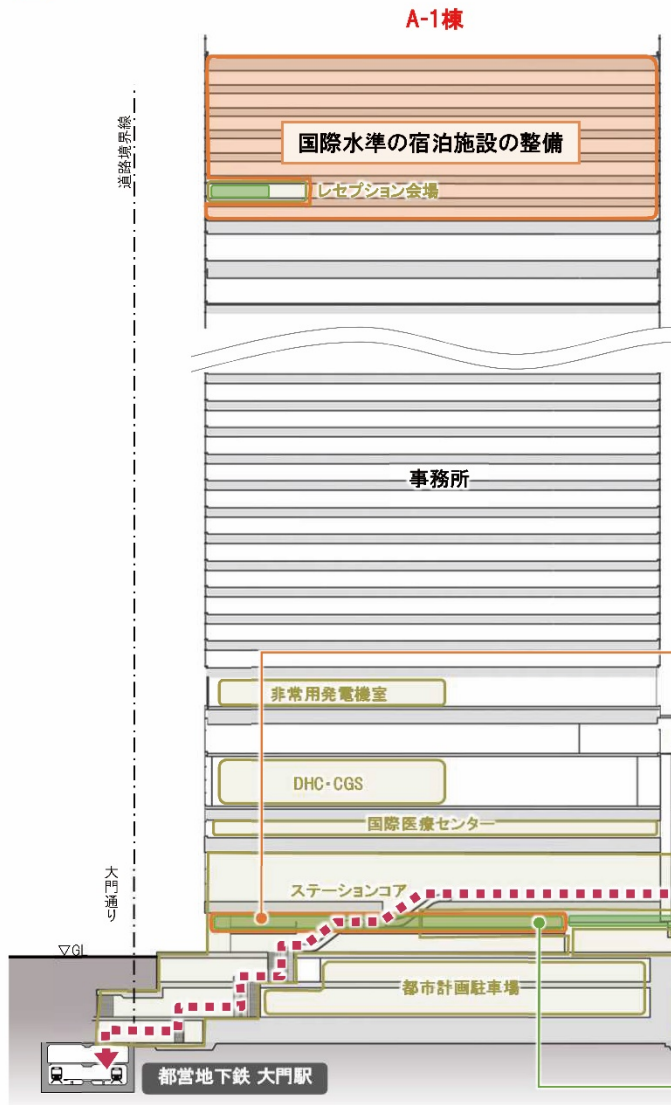 A-1棟
道路境界線
国際水準の宿泊施設の整備
レセプション会場
事務所
非常用発電機室
DHC・CGS
国際医療センター
大門通り
ステーションコア
▽GL
都市計画駐車場
都営地下鉄 大門駅